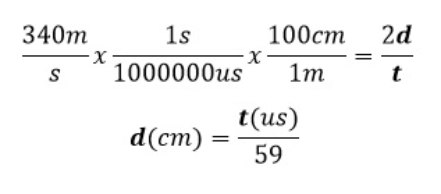 340m/s x 1s/1000000us x 100cm/1m = 2d/t
d(cm) = t(us)/59